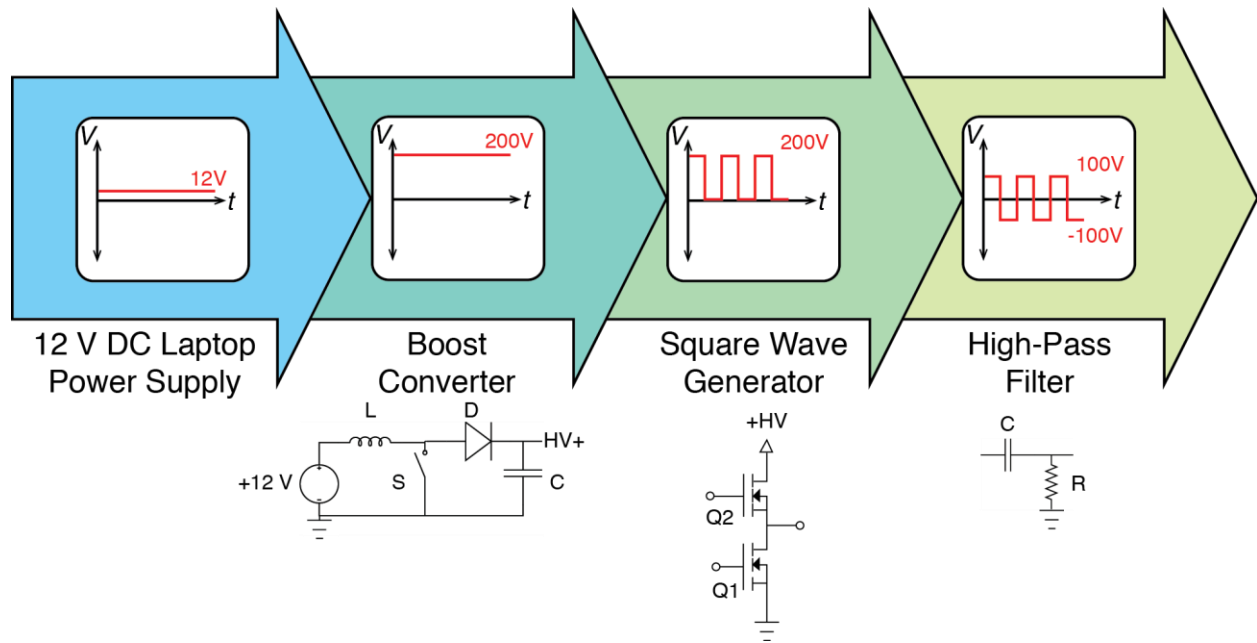 V
12V
t
V
200V
t
V
200V
t
V
100V
t
-100V
12 V DC Laptop
Power Supply
Boost
Converter
Square Wave
Generator
High-Pass
Filter
L
D
HV+
+12 V
+
-
S
C
+HV
Q2
Q1
C
R